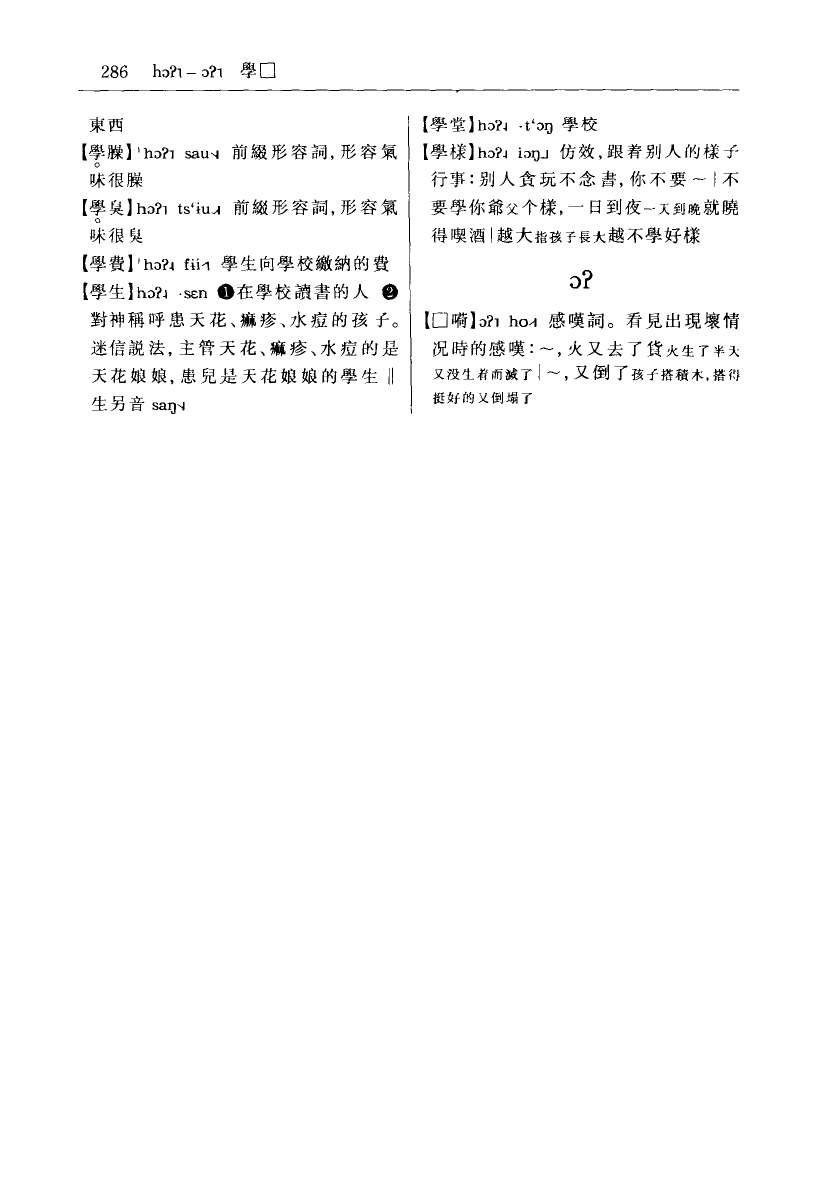 286 hɔʔ˥ – ɔʔ˥ 學□
東西
【學臊】ˈhɔʔ˥ sau˧˩ 前綴形容詞,形容氣
味很臊
【學臭】hɔʔ˥ ts‘ɨu 前綴形容詞,形容氣
味很臭
【學費】ˈhɔʔ fii 學生向學校繳納的費
【學生】hɔʔ ·sɛn ❶在學校讀書的人 ❷
對神稱呼患天花、痲疹、水痘的孩子。
迷信説法,主管天花、痲疹、水痘的是
天花娘娘,患兒是天花娘娘的學生 ‖
生另音 saŋ
【學堂】hɔʔ ·t‘ɔŋ 學校
【學樣】hɔʔ iɔŋ 仿效,跟着别人的樣子
行事:别人貪玩不念書,你不要~|不
要學你爺父个樣,一日到夜一天到晚就曉
得喫酒|越大指孩子長大越不學好樣
ɔʔ
【□嗬】ɔʔ˥ ho 感嘆詞。看見出現壞情
况時的感嘆:~,火又去了貨火生了半天
又没生着而滅了|~,又倒了孩子搭積木,搭得
挺好的又倒塌了